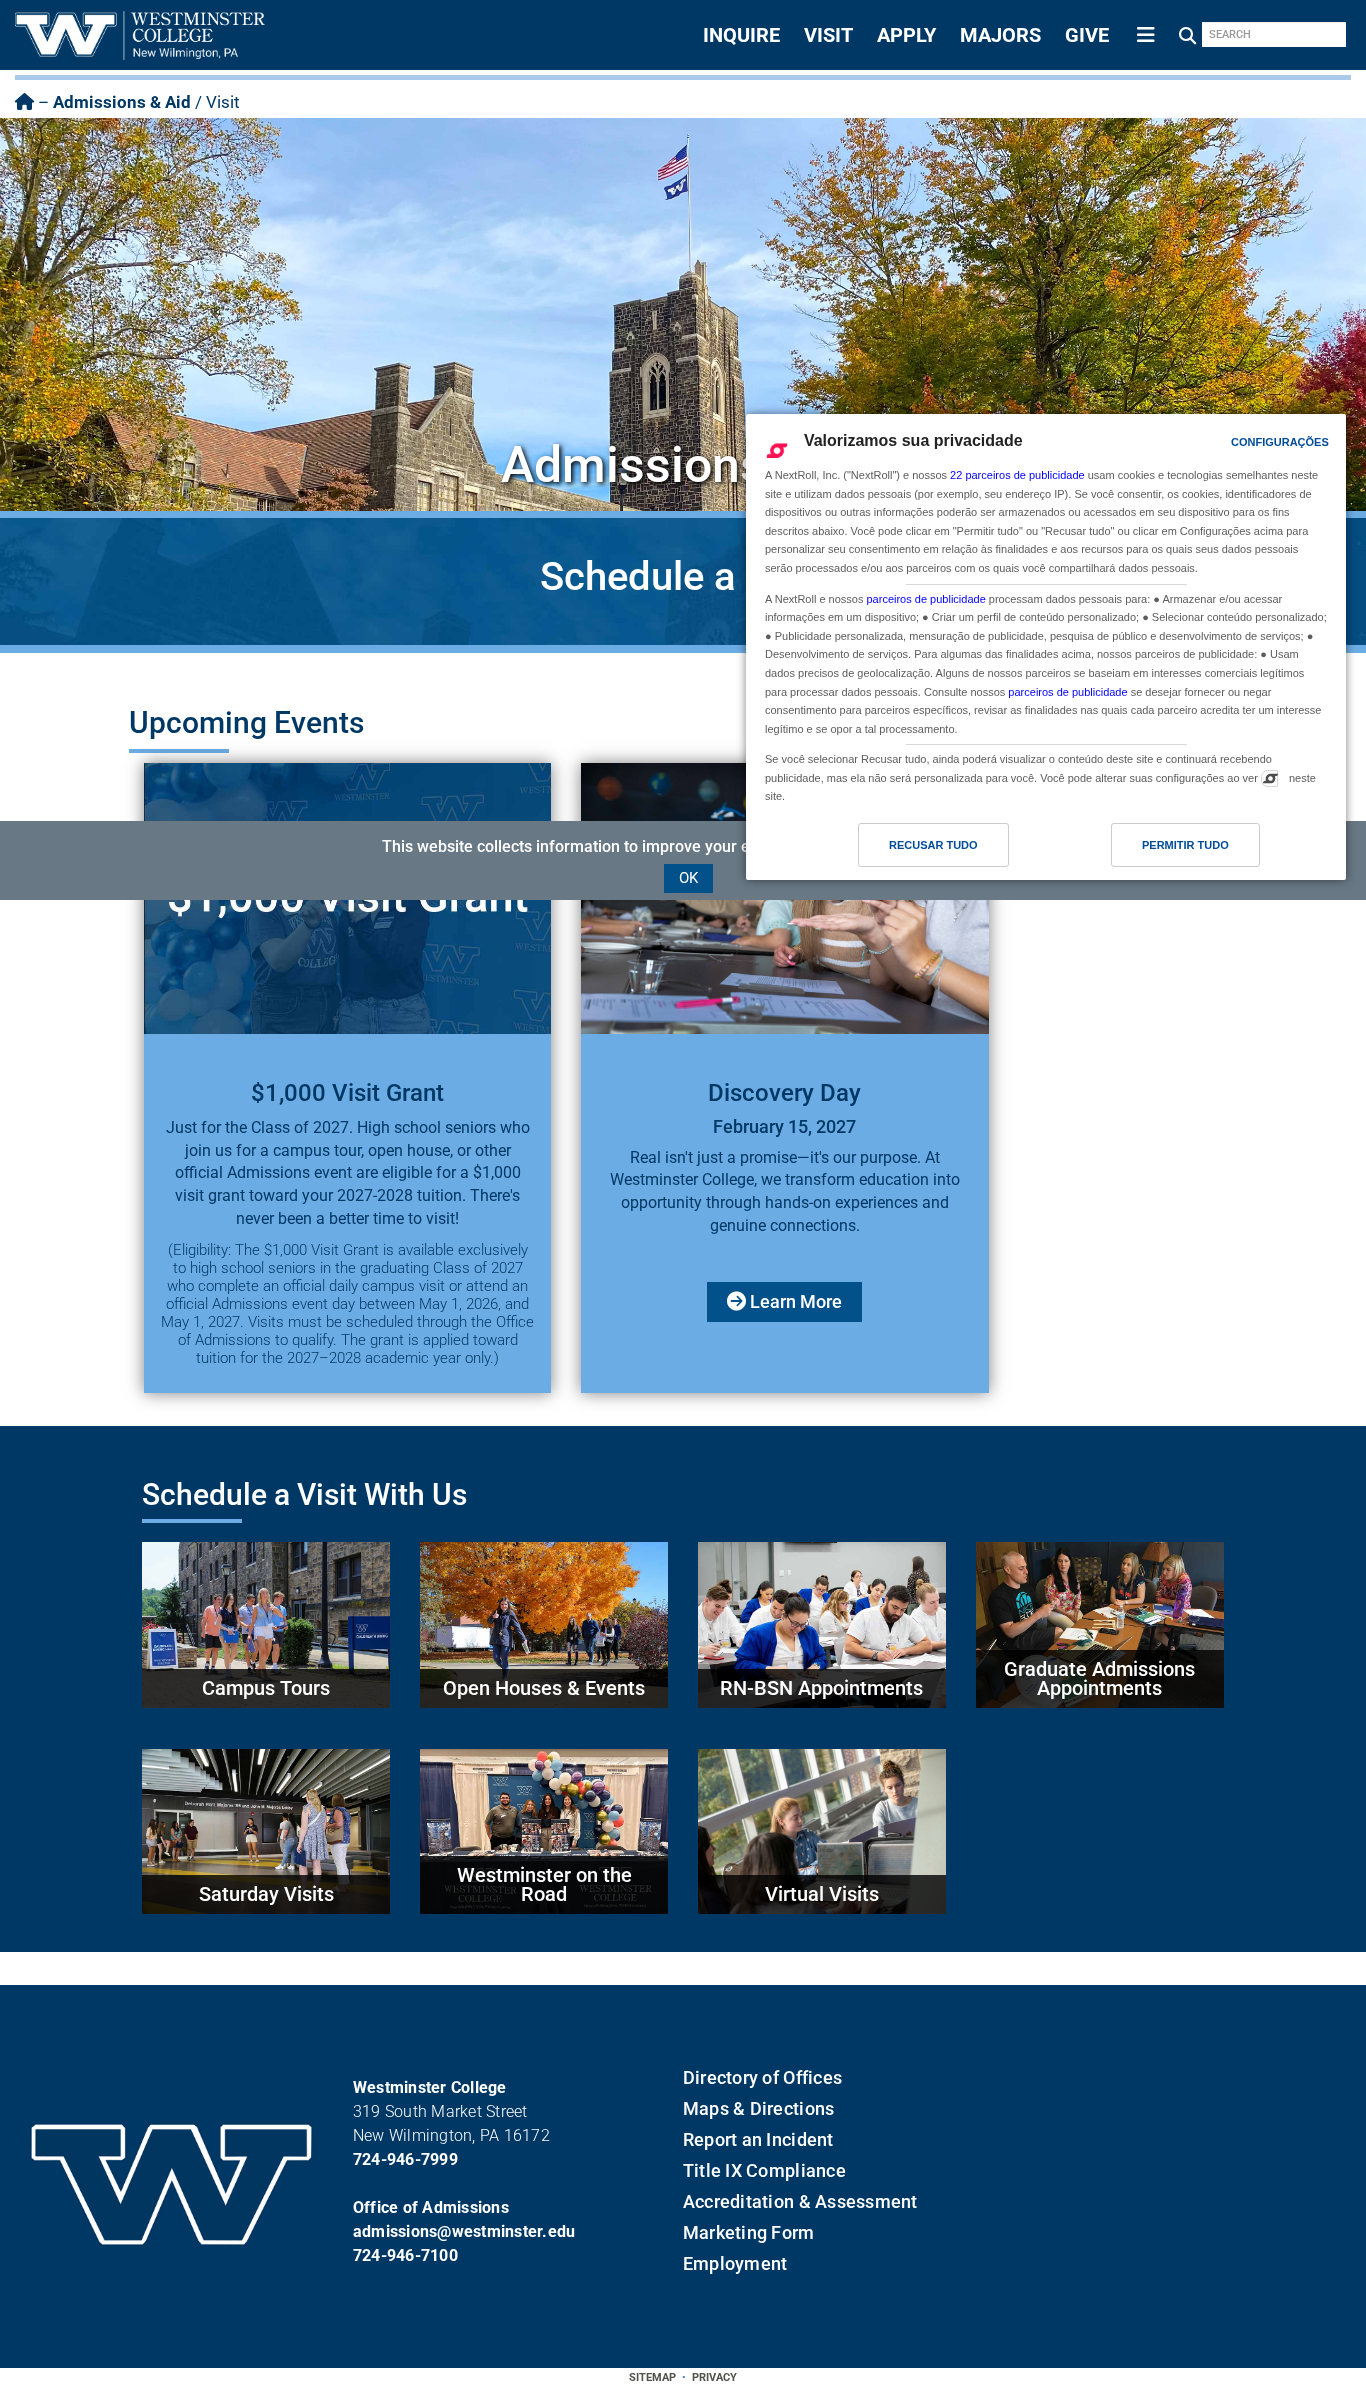 WESTMINSTER
COLLEGE
New Wilmington, PA
INQUIRE VISIT APPLY MAJORS GIVE SEARCH
– Admissions & Aid / Visit
Admissions
Schedule a
Valorizamos sua privacidade
CONFIGURAÇÕES
A NextRoll, Inc. ("NextRoll") e nossos 22 parceiros de publicidade usam cookies e tecnologias semelhantes neste
site e utilizam dados pessoais (por exemplo, seu endereço IP). Se você consentir, os cookies, identificadores de
dispositivos ou outras informações poderão ser armazenados ou acessados em seu dispositivo para os fins
descritos abaixo. Você pode clicar em "Permitir tudo" ou "Recusar tudo" ou clicar em Configurações acima para
personalizar seu consentimento em relação às finalidades e aos recursos para os quais seus dados pessoais
serão processados e/ou aos parceiros com os quais você compartilhará dados pessoais.
A NextRoll e nossos parceiros de publicidade processam dados pessoais para: ● Armazenar e/ou acessar
informações em um dispositivo; ● Criar um perfil de conteúdo personalizado; ● Selecionar conteúdo personalizado;
● Publicidade personalizada, mensuração de publicidade, pesquisa de público e desenvolvimento de serviços; ●
Desenvolvimento de serviços. Para algumas das finalidades acima, nossos parceiros de publicidade: ● Usam
dados precisos de geolocalização. Alguns de nossos parceiros se baseiam em interesses comerciais legítimos
para processar dados pessoais. Consulte nossos parceiros de publicidade se desejar fornecer ou negar
consentimento para parceiros específicos, revisar as finalidades nas quais cada parceiro acredita ter um interesse
legítimo e se opor a tal processamento.
Se você selecionar Recusar tudo, ainda poderá visualizar o conteúdo deste site e continuará recebendo
publicidade, mas ela não será personalizada para você. Você pode alterar suas configurações ao ver neste
site.
RECUSAR TUDO
PERMITIR TUDO
Upcoming Events
This website collects information to improve your
OK
$1,000 Visit Grant
$1,000 Visit Grant
Just for the Class of 2027. High school seniors who
join us for a campus tour, open house, or other
official Admissions event are eligible for a $1,000
visit grant toward your 2027-2028 tuition. There's
never been a better time to visit!
(Eligibility: The $1,000 Visit Grant is available exclusively
to high school seniors in the graduating Class of 2027
who complete an official daily campus visit or attend an
official Admissions event day between May 1, 2026, and
May 1, 2027. Visits must be scheduled through the Office
of Admissions to qualify. The grant is applied toward
tuition for the 2027–2028 academic year only.)
Discovery Day
February 15, 2027
Real isn't just a promise—it's our purpose. At
Westminster College, we transform education into
opportunity through hands-on experiences and
genuine connections.
Learn More
Schedule a Visit With Us
Campus Tours
Open Houses & Events
RN-BSN Appointments
Graduate Admissions
Appointments
Saturday Visits
Westminster on the
Road
Virtual Visits
Westminster College
319 South Market Street
New Wilmington, PA 16172
724-946-7999
Office of Admissions
admissions@westminster.edu
724-946-7100
Directory of Offices
Maps & Directions
Report an Incident
Title IX Compliance
Accreditation & Assessment
Marketing Form
Employment
SITEMAP · PRIVACY